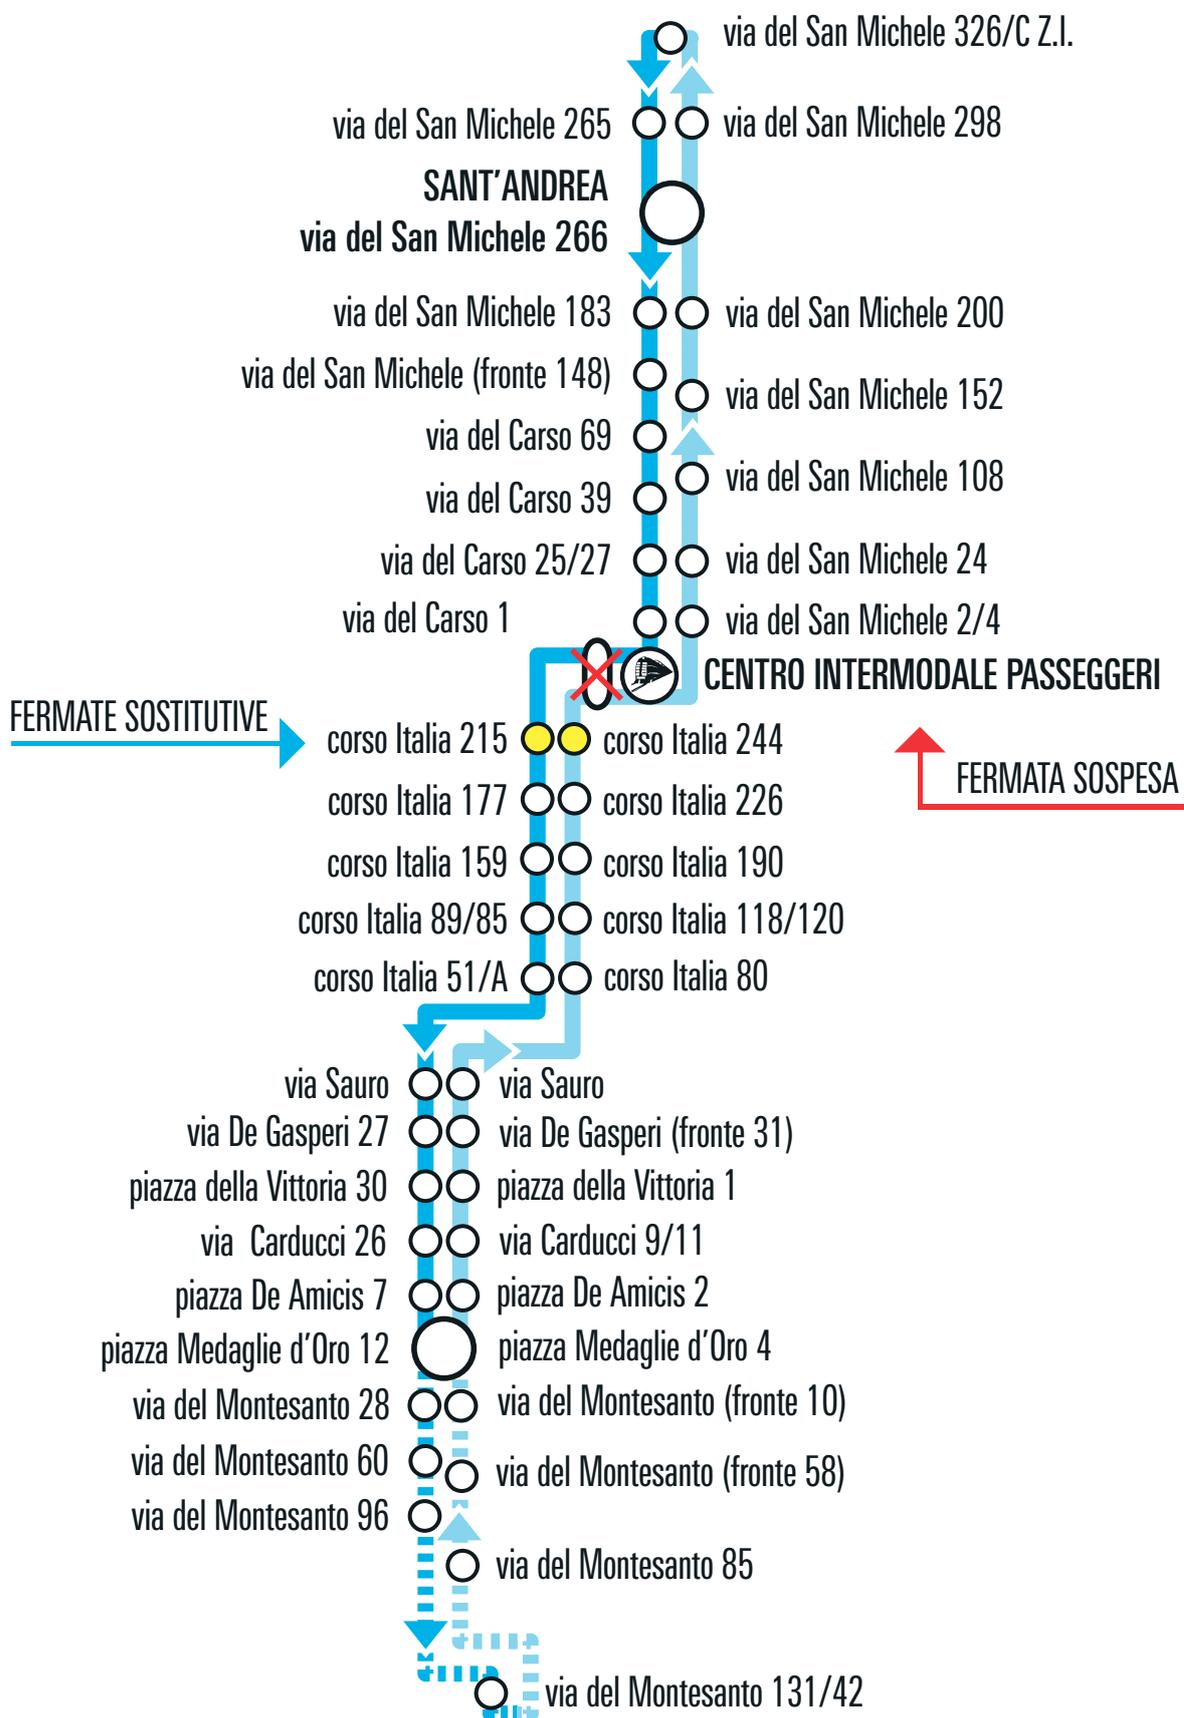 via del San Michele 326/C Z.I.
via del San Michele 265
via del San Michele 298
SANT'ANDREA
via del San Michele 266
via del San Michele 183
via del San Michele 200
via del San Michele (fronte 148)
via del San Michele 152
via del Carso 69
via del San Michele 108
via del Carso 39
via del Carso 25/27
via del San Michele 24
via del Carso 1
via del San Michele 2/4
CENTRO INTERMODALE PASSEGGERI
FERMATE SOSTITUTIVE
corso Italia 215
corso Italia 244
FERMATA SOSPESA
corso Italia 177
corso Italia 226
corso Italia 159
corso Italia 190
corso Italia 89/85
corso Italia 118/120
corso Italia 51/A
corso Italia 80
via Sauro
via Sauro
via De Gasperi 27
via De Gasperi (fronte 31)
piazza della Vittoria 30
piazza della Vittoria 1
via Carducci 26
via Carducci 9/11
piazza De Amicis 7
piazza De Amicis 2
piazza Medaglie d'Oro 12
piazza Medaglie d'Oro 4
via del Montesanto 28
via del Montesanto (fronte 10)
via del Montesanto 60
via del Montesanto (fronte 58)
via del Montesanto 96
via del Montesanto 85
via del Montesanto 131/42